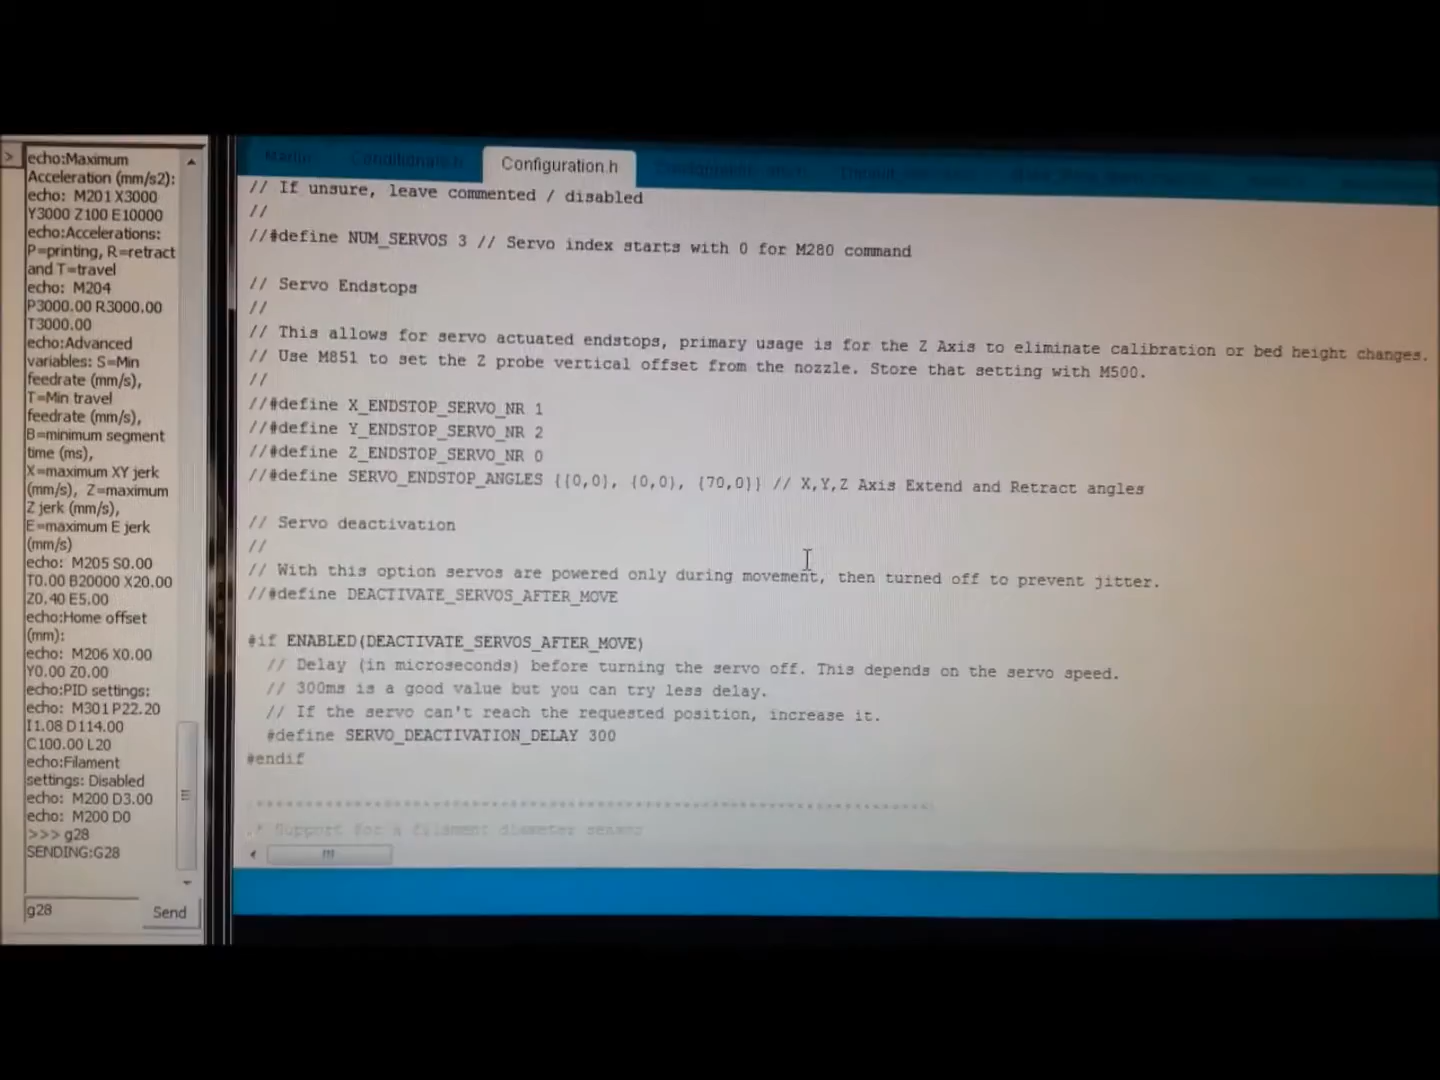 >
echo:Maximum
Acceleration (mm/s2):
echo:  M201 X3000
Y3000 Z100 E10000
echo:Accelerations:
P=printing, R=retract
and T=travel
echo:  M204
P3000.00 R3000.00
T3000.00
echo:Advanced
variables: S=Min
feedrate (mm/s),
T=Min travel
feedrate (mm/s),
B=minimum segment
time (ms),
X=maximum XY jerk
(mm/s),  Z=maximum
Z jerk (mm/s),
E=maximum E jerk
(mm/s)
echo:  M205 S0.00
T0.00 B20000 X20.00
Z0.40 E5.00
echo:Home offset
(mm):
echo:  M206 X0.00
Y0.00 Z0.00
echo:PID settings:
echo:  M301 P22.20
I1.08 D114.00
C100.00 L20
echo:Filament
settings: Disabled
echo:  M200 D3.00
echo:  M200 D0
>>> g28
SENDING:G28
g28
Send
Marlin
Conditionals.h
Configuration.h
// If unsure, leave commented / disabled
//
//#define NUM_SERVOS 3 // Servo index starts with 0 for M280 command
// Servo Endstops
//
// This allows for servo actuated endstops, primary usage is for the Z Axis to eliminate calibration or bed height changes.
// Use M851 to set the Z probe vertical offset from the nozzle. Store that setting with M500.
//
//#define X_ENDSTOP_SERVO_NR 1
//#define Y_ENDSTOP_SERVO_NR 2
//#define Z_ENDSTOP_SERVO_NR 0
//#define SERVO_ENDSTOP_ANGLES {{0,0}, {0,0}, {70,0}} // X,Y,Z Axis Extend and Retract angles
// Servo deactivation
//
// With this option servos are powered only during movement, then turned off to prevent jitter.
//#define DEACTIVATE_SERVOS_AFTER_MOVE
#if ENABLED(DEACTIVATE_SERVOS_AFTER_MOVE)
// Delay (in microseconds) before turning the servo off. This depends on the servo speed.
// 300ms is a good value but you can try less delay.
// If the servo can't reach the requested position, increase it.
#define SERVO_DEACTIVATION_DELAY 300
#endif
* Support for a filament diameter sensor